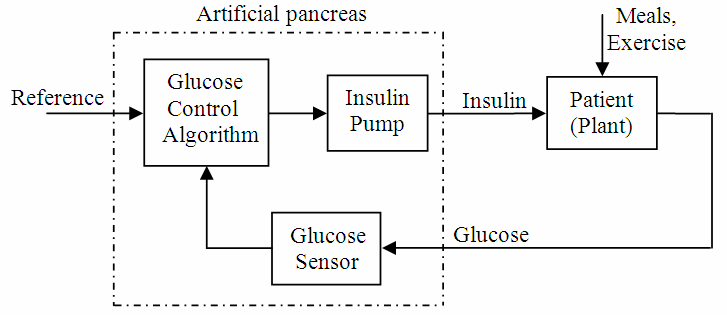 Artificial pancreas
Meals,
Exercise
Reference
Glucose
Control
Algorithm
Insulin
Pump
Insulin
Patient
(Plant)
Glucose
Sensor
Glucose